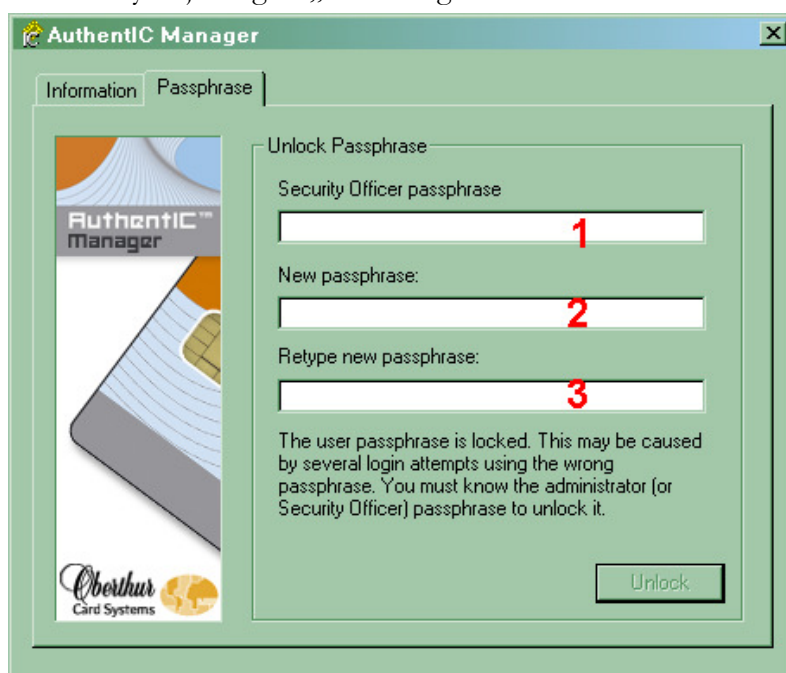 AuthentIC Manager
Information Passphrase
AuthentIC™
Manager
Unlock Passphrase
Security Officer passphrase
1
New passphrase:
2
Retype new passphrase:
3
The user passphrase is locked. This may be caused
by several login attempts using the wrong
passphrase. You must know the administrator (or
Security Officer) passphrase to unlock it.
Oberthur
Card Systems
Unlock